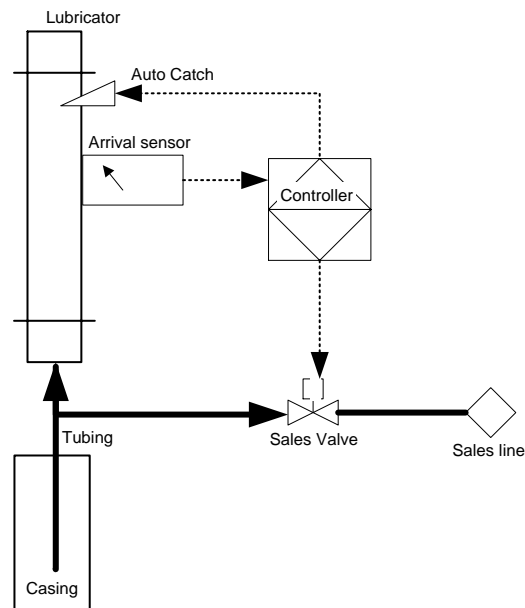 Lubricator
Auto Catch
Arrival sensor
Controller
Tubing
Sales Valve
Sales line
Casing